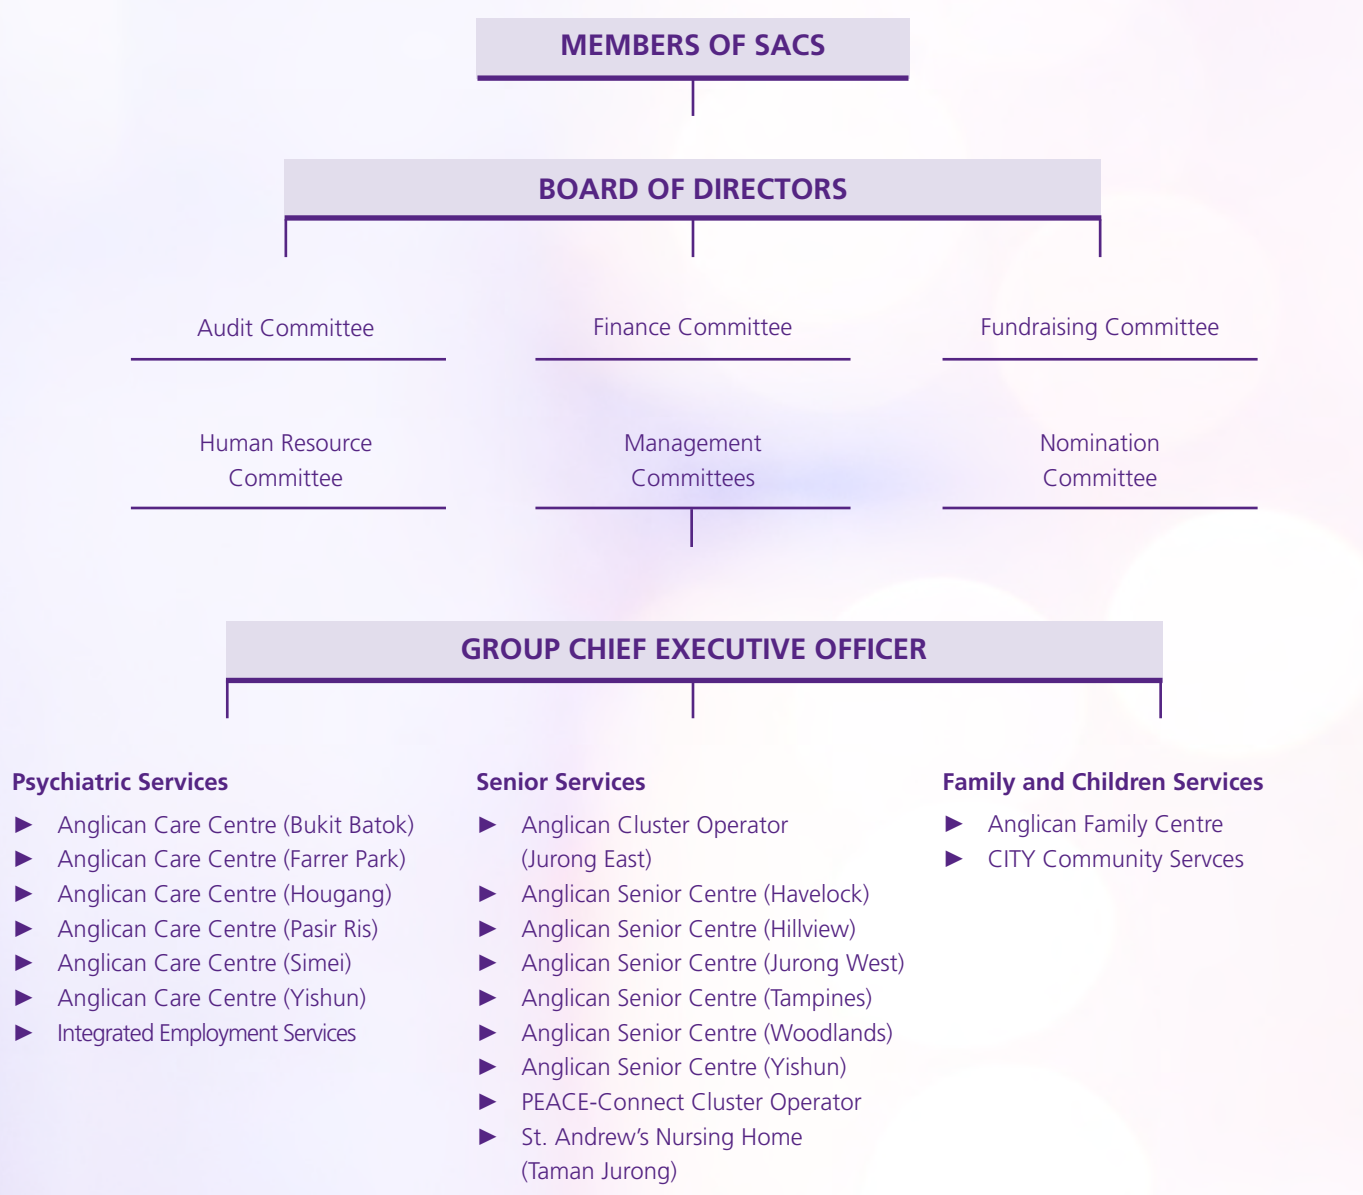 MEMBERS OF SACS
BOARD OF DIRECTORS
Audit Committee
Finance Committee
Fundraising Committee
Human Resource
Committee
Management
Committees
Nomination
Committee
GROUP CHIEF EXECUTIVE OFFICER
Psychiatric Services
► Anglican Care Centre (Bukit Batok)
► Anglican Care Centre (Farrer Park)
► Anglican Care Centre (Hougang)
► Anglican Care Centre (Pasir Ris)
► Anglican Care Centre (Simei)
► Anglican Care Centre (Yishun)
► Integrated Employment Services
Senior Services
► Anglican Cluster Operator
(Jurong East)
► Anglican Senior Centre (Havelock)
► Anglican Senior Centre (Hillview)
► Anglican Senior Centre (Jurong West)
► Anglican Senior Centre (Tampines)
► Anglican Senior Centre (Woodlands)
► Anglican Senior Centre (Yishun)
► PEACE-Connect Cluster Operator
► St. Andrew’s Nursing Home
(Taman Jurong)
Family and Children Services
► Anglican Family Centre
► CITY Community Servces